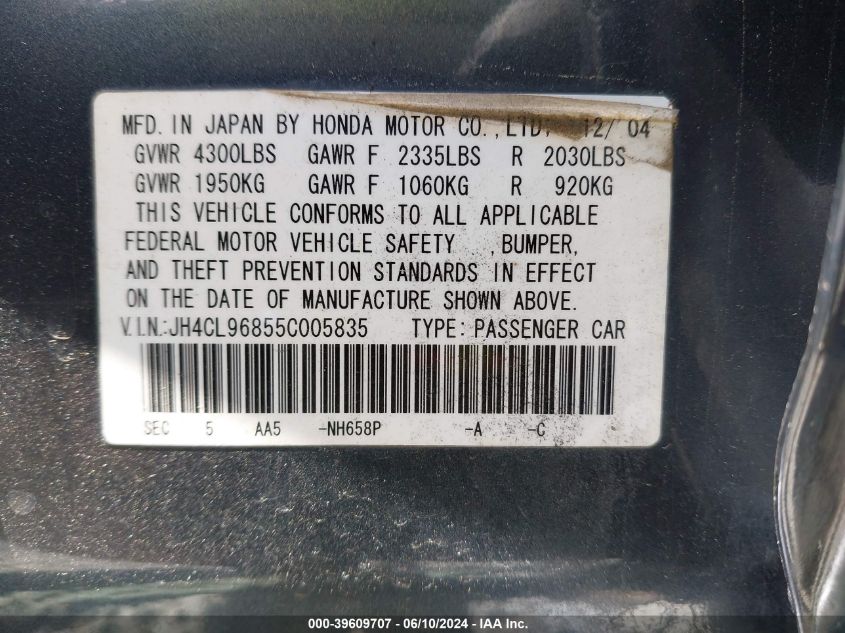 MFD. IN JAPAN BY HONDA MOTOR CO., LTD, 12/ 04
GVWR 4300LBS GAWR F 2335LBS R 2030LBS
GVWR 1950KG GAWR F 1060KG R 920KG
THIS VEHICLE CONFORMS TO ALL APPLICABLE
FEDERAL MOTOR VEHICLE SAFETY , BUMPER,
AND THEFT PREVENTION STANDARDS IN EFFECT
ON THE DATE OF MANUFACTURE SHOWN ABOVE.
V.I.N.:JH4CL96855C005835 TYPE: PASSENGER CAR
SEC 5 AA5 -NH658P -A -C
000-39609707 - 06/10/2024 - IAA Inc.